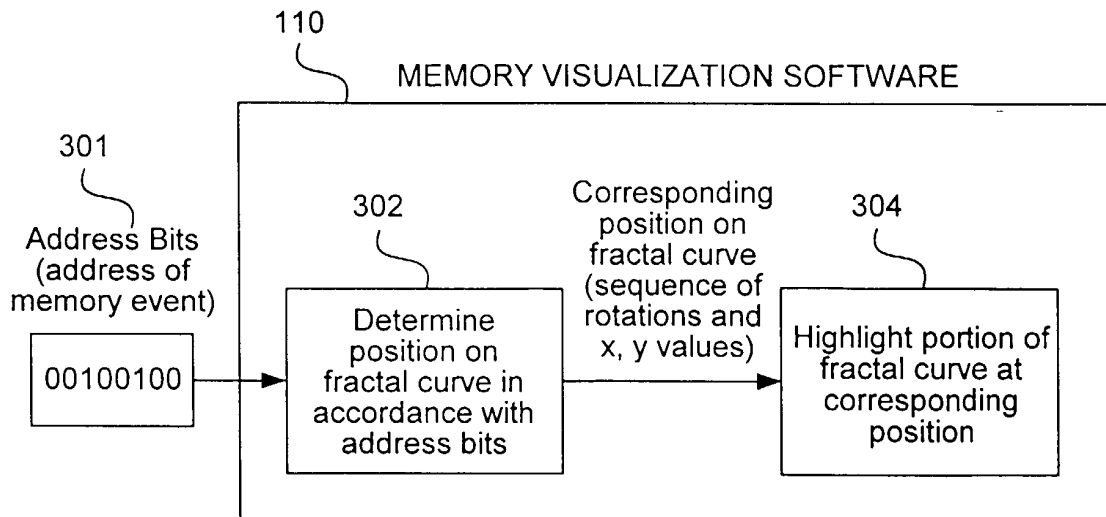 110
MEMORY VISUALIZATION SOFTWARE
301
Address Bits
(address of
memory event)
00100100
302
Determine
position on
fractal curve in
accordance with
address bits
Corresponding
position on
fractal curve
(sequence of
rotations and
x, y values)
304
Highlight portion of
fractal curve at
corresponding
position